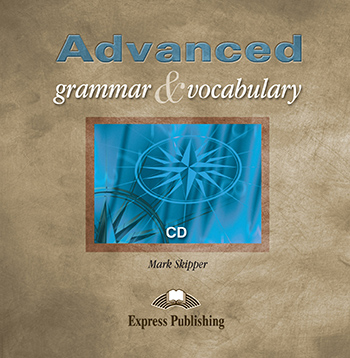 Advanced
grammar & vocabulary
CD
Mark Skipper
Express Publishing